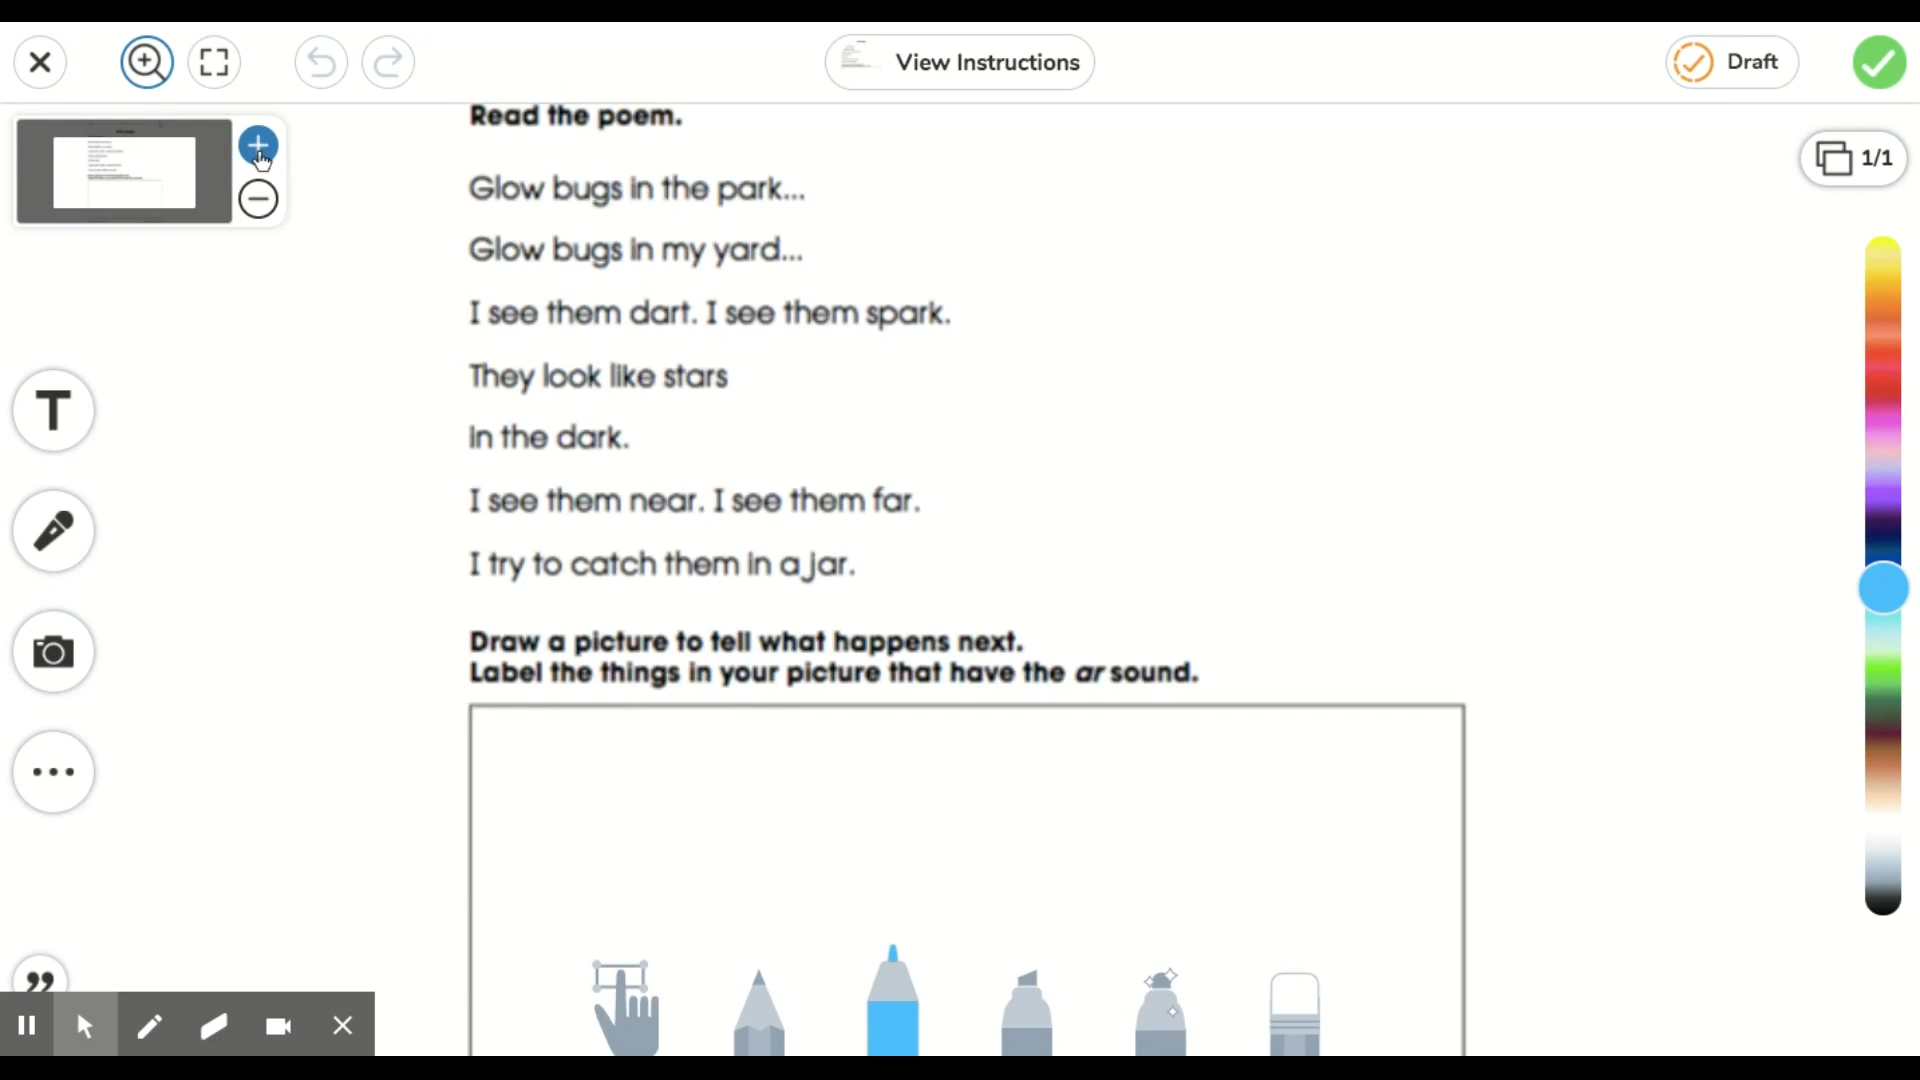 View Instructions
Draft
1/1
T
Read the poem.
Glow bugs in the park...
Glow bugs in my yard...
I see them dart. I see them spark.
They look like stars
In the dark.
I see them near. I see them far.
I try to catch them in a jar.
Draw a picture to tell what happens next.
Label the things in your picture that have the ar sound.